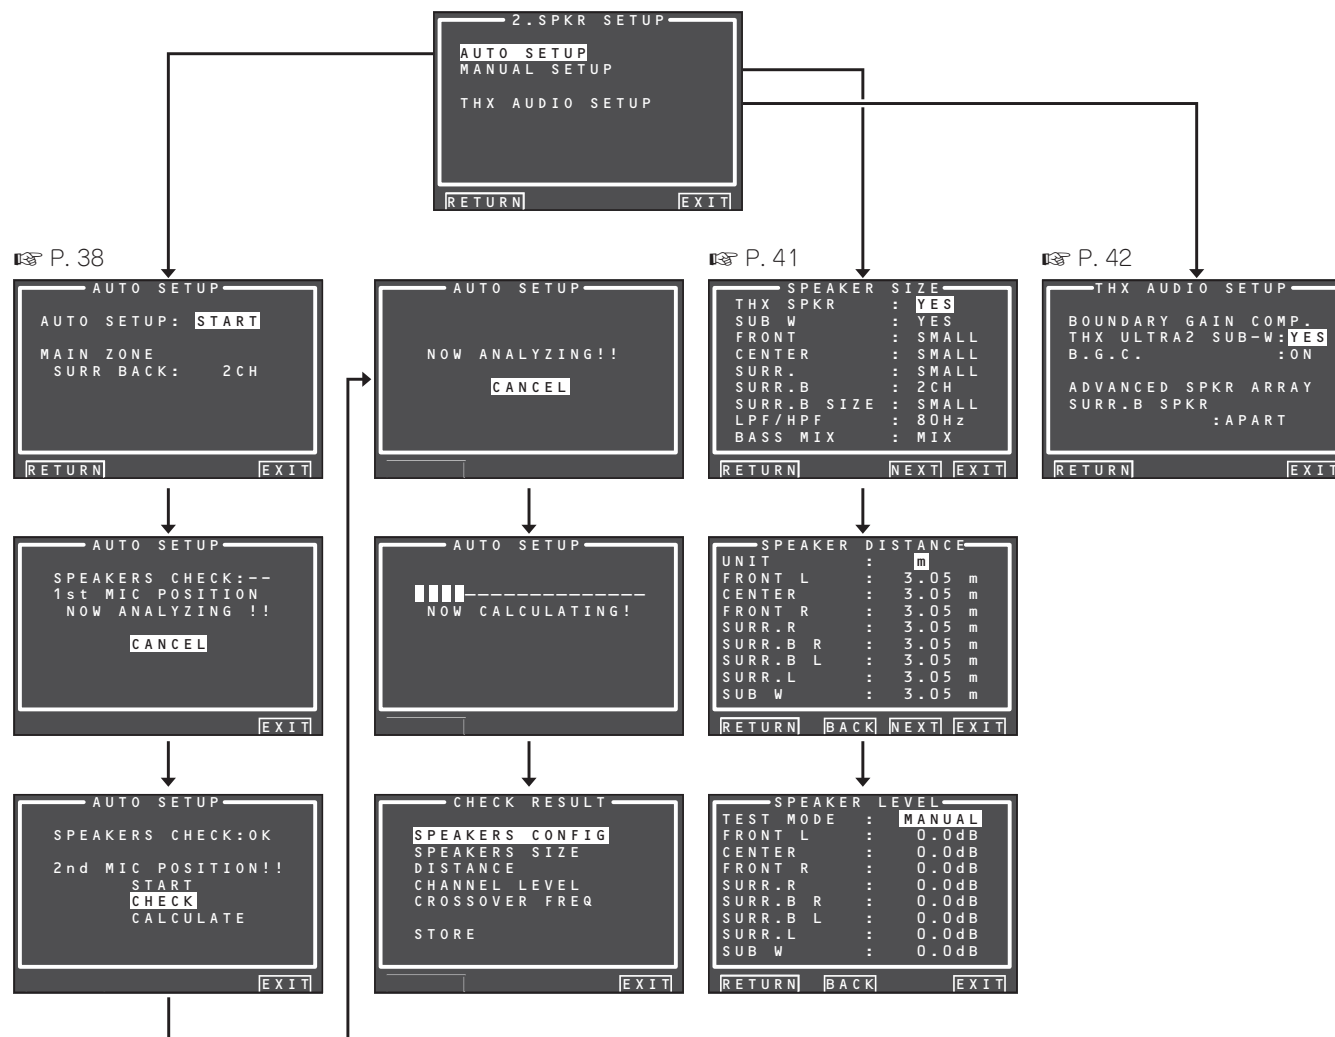 2.SPKR SETUP
AUTO SETUP
MANUAL SETUP
THX AUDIO SETUP
RETURN EXIT
☞ P. 38
AUTO SETUP
AUTO SETUP: START
MAIN ZONE
SURR BACK: 2CH
RETURN EXIT
AUTO SETUP
SPEAKERS CHECK:--
1st MIC POSITION
NOW ANALYZING !!
CANCEL
EXIT
AUTO SETUP
SPEAKERS CHECK:OK
2nd MIC POSITION!!
START
CHECK
CALCULATE
EXIT
AUTO SETUP
NOW ANALYZING!!
CANCEL
AUTO SETUP
NOW CALCULATING!
CHECK RESULT
SPEAKERS CONFIG
SPEAKERS SIZE
DISTANCE
CHANNEL LEVEL
CROSSOVER FREQ
STORE
EXIT
☞ P. 41
SPEAKER SIZE
THX SPKR : YES
SUB W : YES
FRONT : SMALL
CENTER : SMALL
SURR. : SMALL
SURR.B : 2CH
SURR.B SIZE : SMALL
LPF/HPF : 80Hz
BASS MIX : MIX
RETURN NEXT EXIT
SPEAKER DISTANCE
UNIT : m
FRONT L : 3.05 m
CENTER : 3.05 m
FRONT R : 3.05 m
SURR.R : 3.05 m
SURR.B R : 3.05 m
SURR.B L : 3.05 m
SURR.L : 3.05 m
SUB W : 3.05 m
RETURN BACK NEXT EXIT
SPEAKER LEVEL
TEST MODE : MANUAL
FRONT L : 0.0dB
CENTER : 0.0dB
FRONT R : 0.0dB
SURR.R : 0.0dB
SURR.B R : 0.0dB
SURR.B L : 0.0dB
SURR.L : 0.0dB
SUB W : 0.0dB
RETURN BACK EXIT
☞ P. 42
THX AUDIO SETUP
BOUNDARY GAIN COMP.
THX ULTRA2 SUB-W:YES
B.G.C. :ON
ADVANCED SPKR ARRAY
SURR.B SPKR
:APART
RETURN EXIT